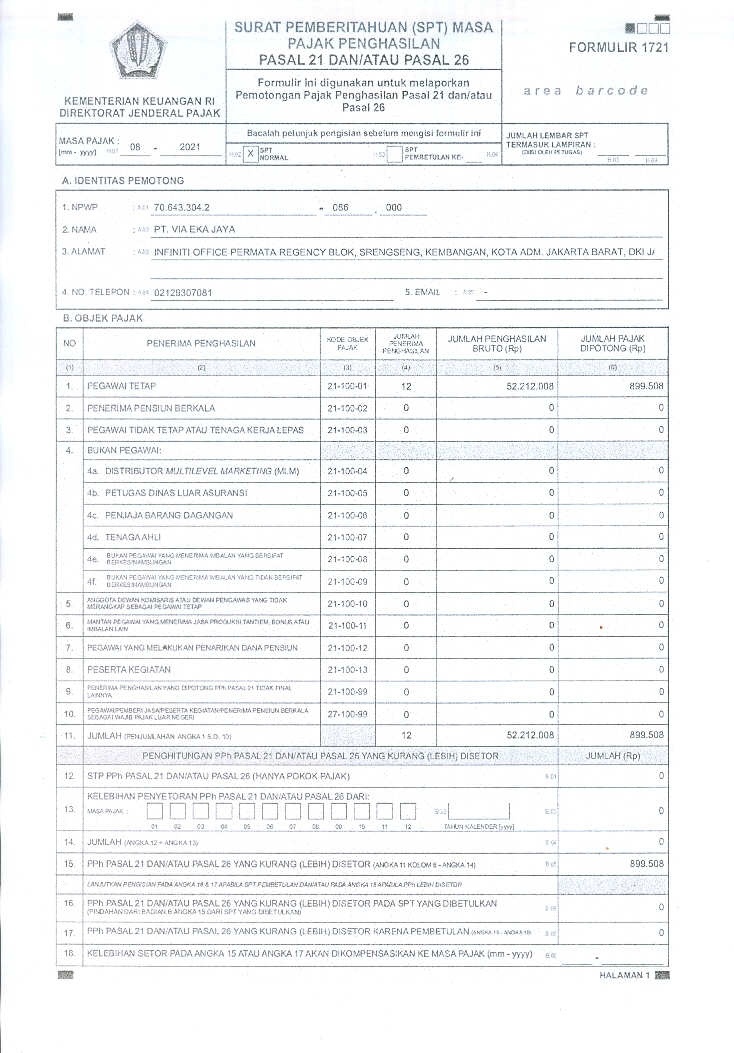 SURAT PEMBERITAHUAN (SPT) MASA
PAJAK PENGHASILAN
PASAL 21 DAN/ATAU PASAL 26
Formulir ini digunakan untuk melaporkan
Pemotongan Pajak Penghasilan Pasal 21 dan/atau
Pasal 26
KEMENTERIAN KEUANGAN RI
DIREKTORAT JENDERAL PAJAK
FORMULIR 1721
area barcode
MASA PAJAK :
[mm - yyyy] H.01 08 - 2021
Bacalah petunjuk pengisian sebelum mengisi formulir ini
H.02 X SPT NORMAL H.03 SPT PEMBETULAN KE- H.04
JUMLAH LEMBAR SPT
TERMASUK LAMPIRAN :
(DIISI OLEH PETUGAS)
H.05 H.06
A. IDENTITAS PEMOTONG
1. NPWP : A.01 70.643.304.2 - 086 . 000
2. NAMA : A.02 PT. VIA EKA JAYA
3. ALAMAT : A.03 INFINITI OFFICE PERMATA REGENCY BLOK, SRENGSENG, KEMBANGAN, KOTA ADM. JAKARTA BARAT, DKI J/
4. NO. TELEPON : A.04 02129307081 5. EMAIL : A.05 -
B. OBJEK PAJAK
NO PENERIMA PENGHASILAN KODE OBJEK PAJAK JUMLAH PENERIMA PENGHASILAN JUMLAH PENGHASILAN BRUTO (Rp) JUMLAH PAJAK DIPOTONG (Rp)
(1) (2) (3) (4) (5) (6)
1. PEGAWAI TETAP 21-100-01 12 52.212.008 899.508
2. PENERIMA PENSIUN BERKALA 21-100-02 0 0 0
3. PEGAWAI TIDAK TETAP ATAU TENAGA KERJA LEPAS 21-100-03 0 0 0
4. BUKAN PEGAWAI:
4a. DISTRIBUTOR MULTILEVEL MARKETING (MLM) 21-100-04 0 0 0
4b. PETUGAS DINAS LUAR ASURANSI 21-100-05 0 0 0
4c. PENJAJA BARANG DAGANGAN 21-100-06 0 0 0
4d. TENAGA AHLI 21-100-07 0 0 0
4e. BUKAN PEGAWAI YANG MENERIMA IMBALAN YANG BERSIFAT BERKESINAMBUNGAN 21-100-08 0 0 0
4f. BUKAN PEGAWAI YANG MENERIMA IMBALAN YANG TIDAK BERSIFAT BERKESINAMBUNGAN 21-100-09 0 0 0
5. ANGGOTA DEWAN KOMISARIS ATAU DEWAN PENGAWAS YANG TIDAK MERANGKAP SEBAGAI PEGAWAI TETAP 21-100-10 0 0 0
6. MANTAN PEGAWAI YANG MENERIMA JASA PRODUKSI, TANTIEM, BONUS ATAU IMBALAN LAIN 21-100-11 0 0 0
7. PEGAWAI YANG MELAKUKAN PENARIKAN DANA PENSIUN 21-100-12 0 0 0
8. PESERTA KEGIATAN 21-100-13 0 0 0
9. PENERIMA PENGHASILAN YANG DIPOTONG PPh PASAL 21 TIDAK FINAL LAINNYA 21-100-99 0 0 0
10. PEGAWAI/PEMBERI JASA/PESERTA KEGIATAN/PENERIMA PENSIUN BERKALA SEBAGAI WAJIB PAJAK LUAR NEGERI 27-100-99 0 0 0
11. JUMLAH (PENJUMLAHAN ANGKA 1 S.D. 10) 12 52.212.008 899.508
PENGHITUNGAN PPh PASAL 21 DAN/ATAU PASAL 26 YANG KURANG (LEBIH) DISETOR JUMLAH (Rp)
12. STP PPh PASAL 21 DAN/ATAU PASAL 26 (HANYA POKOK PAJAK) B.01 0
13. KELEBIHAN PENYETORAN PPh PASAL 21 DAN/ATAU PASAL 26 DARI:
MASA PAJAK : B.02 B.03 0
01 02 03 04 05 06 07 08 09 10 11 12 TAHUN KALENDER [yyyy]
14. JUMLAH (ANGKA 12 + ANGKA 13) B.04 0
15. PPh PASAL 21 DAN/ATAU PASAL 26 YANG KURANG (LEBIH) DISETOR (ANGKA 11 KOLOM 6 - ANGKA 14) B.05 899.508
LANJUTKAN PENGISIAN PADA ANGKA 16 & 17 APABILA SPT PEMBETULAN DAN/ATAU PADA ANGKA 18 APABILA PPh LEBIH DISETOR
16. PPh PASAL 21 DAN/ATAU PASAL 26 YANG KURANG (LEBIH) DISETOR PADA SPT YANG DIBETULKAN B.06 0
(PINDAHAN DARI BAGIAN B ANGKA 15 DARI SPT YANG DIBETULKAN)
17. PPh PASAL 21 DAN/ATAU PASAL 26 YANG KURANG (LEBIH) DISETOR KARENA PEMBETULAN (ANGKA 15 - ANGKA 16) B.07 0
18. KELEBIHAN SETOR PADA ANGKA 15 ATAU ANGKA 17 AKAN DIKOMPENSASIKAN KE MASA PAJAK (mm - yyyy) B.08 -
HALAMAN 1